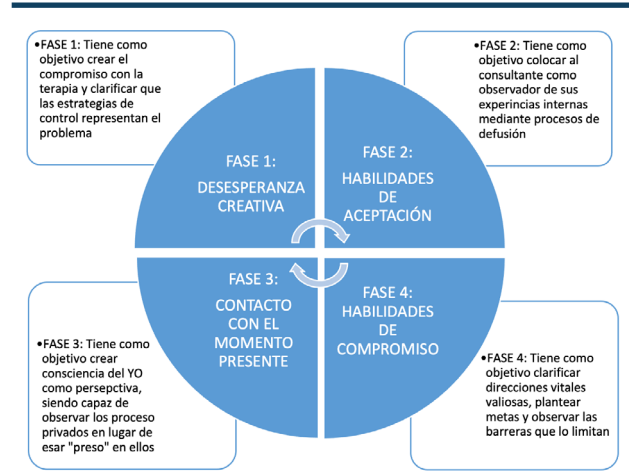 •FASE 1: Tiene como
objetivo crear el
compromiso con la
terapia y clarificar que
las estrategias de
control representan el
problema
•FASE 2: Tiene como
objetivo colocar al
consultante como
observador de sus
experincias internas
mediante procesos de
defusión
FASE 1:
DESESPERANZA
CREATIVA
FASE 2:
HABILIDADES
DE
ACEPTACIÓN
FASE 3:
CONTACTO
CON EL
MOMENTO
PRESENTE
FASE 4:
HABILIDADES
DE
COMPROMISO
•FASE 3: Tiene como
objetivo crear
consciencia del YO
como persepctiva,
siendo capaz de
observar los proceso
privados en lugar de
esar "preso" en ellos
•FASE 4: Tiene como
objetivo clarificar
direcciones vitales
valiosas, plantear
metas y observar las
barreras que lo limitan